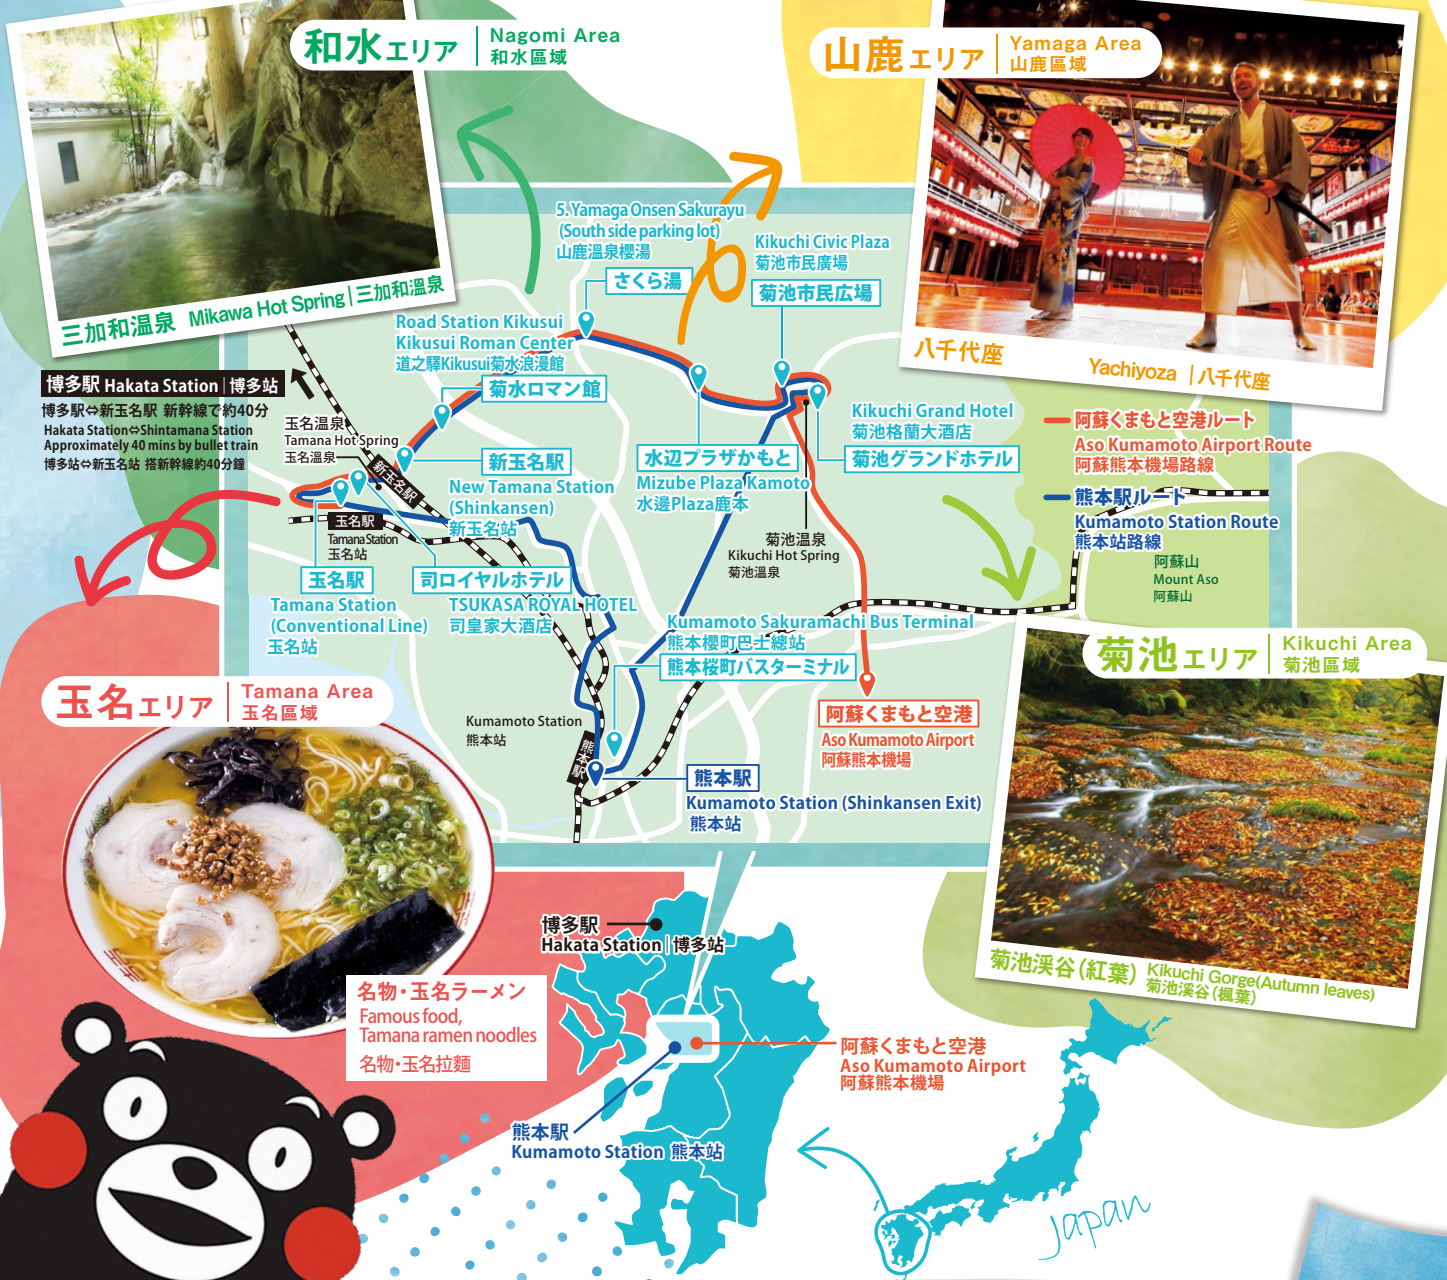 和水エリア
Nagomi Area
和水區域
三加和温泉 Mikawa Hot Spring | 三加和溫泉
山鹿エリア
Yamaga Area
山鹿區域
八千代座 Yachiyoza | 八千代座
5. Yamaga Onsen Sakurayu
(South side parking lot)
山鹿溫泉櫻湯
さくら湯
Kikuchi Civic Plaza
菊池市民廣場
菊池市民広場
Road Station Kikusui
Kikusui Roman Center
道之驛Kikusui菊水浪漫館
菊水ロマン館
博多駅 Hakata Station | 博多站
博多駅⇔新玉名駅 新幹線で約40分
Hakata Station⇔Shintamana Station
Approximately 40 mins by bullet train
博多站⇔新玉名站 搭新幹線約40分鐘
玉名温泉
Tamana Hot Spring
玉名溫泉
新玉名駅
新玉名駅
New Tamana Station
(Shinkansen)
新玉名站
水辺プラザかもと
Mizube Plaza Kamoto
水邊Plaza鹿本
Kikuchi Grand Hotel
菊池格蘭大酒店
菊池グランドホテル
阿蘇くまもと空港ルート
Aso Kumamoto Airport Route
阿蘇熊本機場路線
熊本駅ルート
Kumamoto Station Route
熊本站路線
阿蘇山
Mount Aso
阿蘇山
玉名駅
Tamana Station
玉名站
菊池温泉
Kikuchi Hot Spring
菊池溫泉
玉名駅
Tamana Station
(Conventional Line)
玉名站
司ロイヤルホテル
TSUKASA ROYAL HOTEL
司皇家大酒店
Kumamoto Sakuramachi Bus Terminal
熊本櫻町巴士總站
熊本桜町バスターミナル
阿蘇くまもと空港
Aso Kumamoto Airport
阿蘇熊本機場
Kumamoto Station
熊本站
熊本駅
熊本駅
Kumamoto Station (Shinkansen Exit)
熊本站
菊池エリア
Kikuchi Area
菊池區域
菊池渓谷(紅葉)
Kikuchi Gorge(Autumn leaves)
菊池溪谷(楓葉)
玉名エリア
Tamana Area
玉名區域
名物・玉名ラーメン
Famous food,
Tamana ramen noodles
名物・玉名拉麵
博多駅
Hakata Station | 博多站
阿蘇くまもと空港
Aso Kumamoto Airport
阿蘇熊本機場
熊本駅
Kumamoto Station 熊本站
Japan